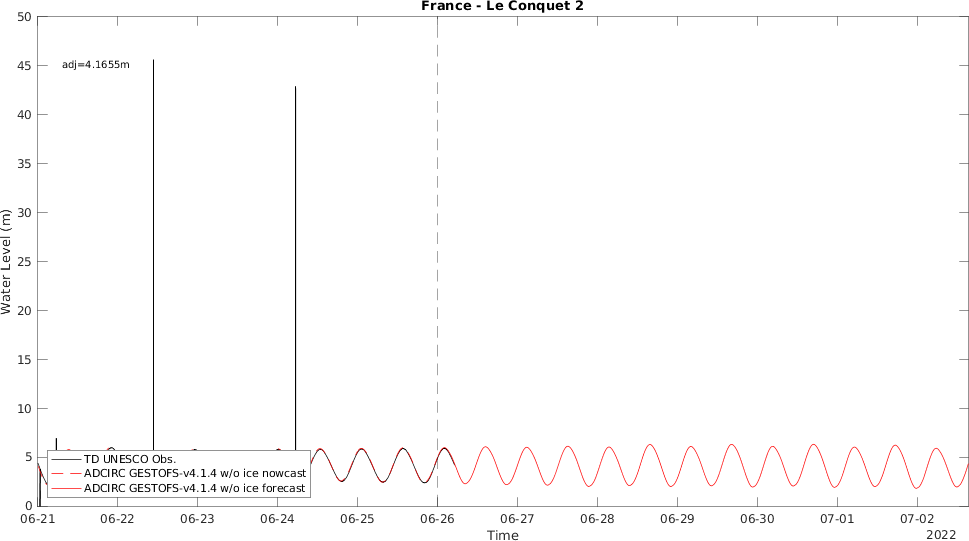 France - Le Conquet 2
50
45
40
35
30
25
20
15
10
5
0
Water Level (m)
adj=4.1655m
TD UNESCO Obs.
ADCIRC GESTOFS-v4.1.4 w/o ice nowcast
ADCIRC GESTOFS-v4.1.4 w/o ice forecast
06-21 06-22 06-23 06-24 06-25 06-26 06-27 06-28 06-29 06-30 07-01 07-02
Time
2022